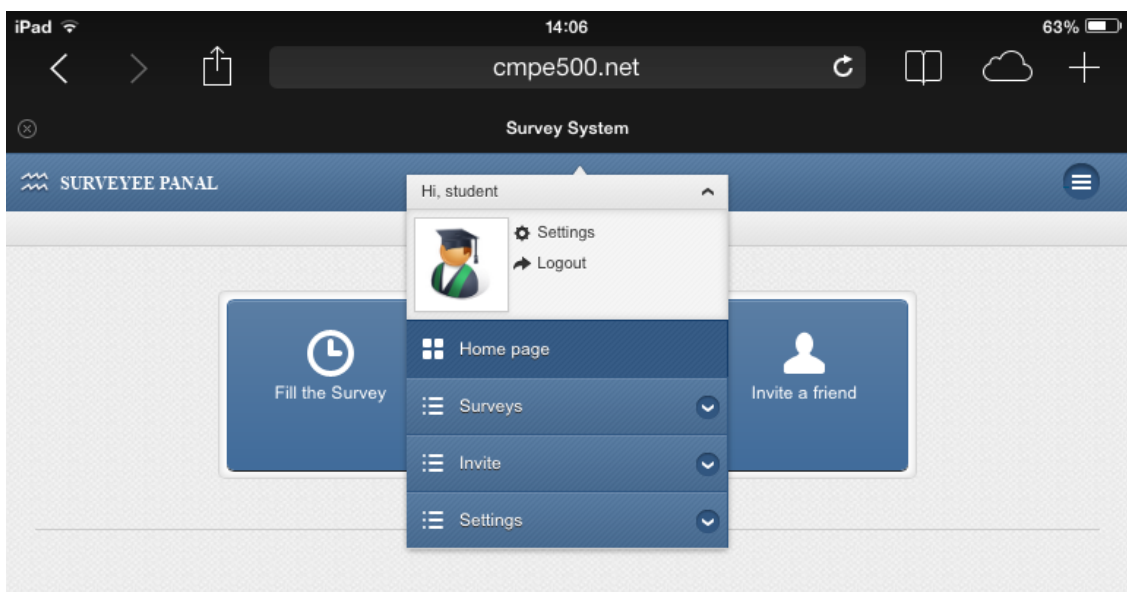 iPad 14:06 63%
cmpe500.net
Survey System
SURVEYEE PANAL
Hi, student
Settings
Logout
Home page
Fill the Survey
Invite a friend
Surveys
Invite
Settings